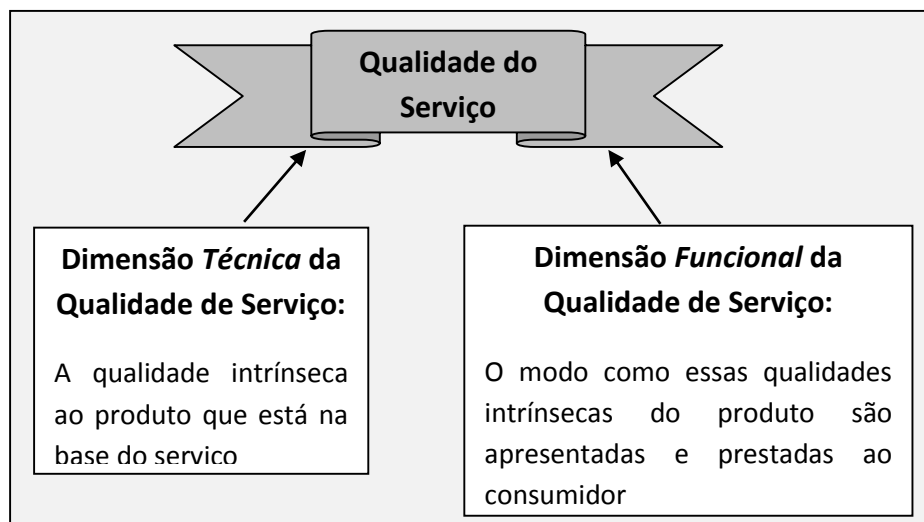 Qualidade do
Serviço
Dimensão Técnica da
Qualidade de Serviço:
A qualidade intrínseca
ao produto que está na
base do serviço
Dimensão Funcional da
Qualidade de Serviço:
O modo como essas qualidades
intrínsecas do produto são
apresentadas e prestadas ao
consumidor